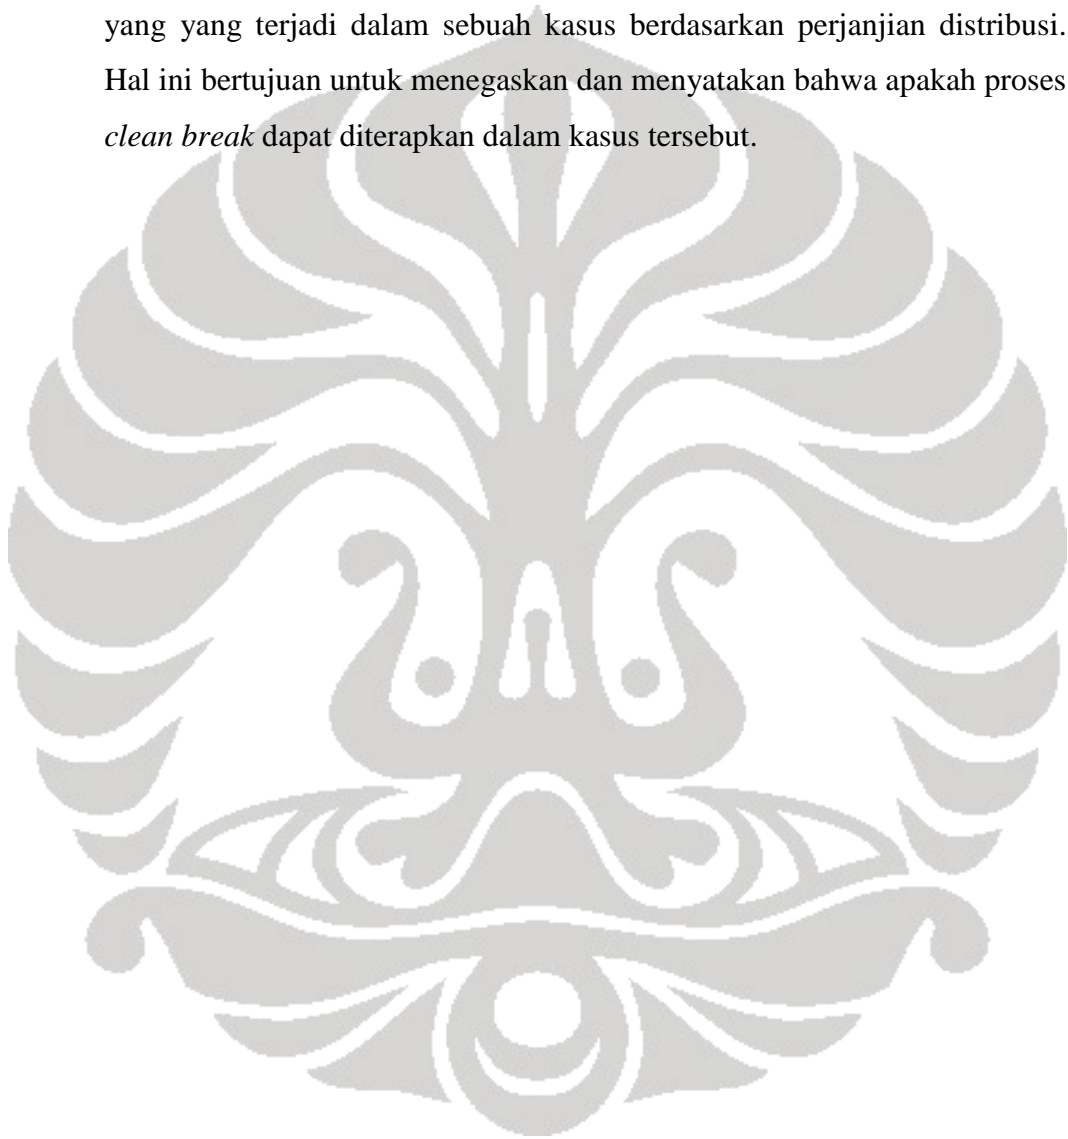 yang yang terjadi dalam sebuah kasus berdasarkan perjanjian distribusi.
Hal ini bertujuan untuk menegaskan dan menyatakan bahwa apakah proses
clean break dapat diterapkan dalam kasus tersebut.